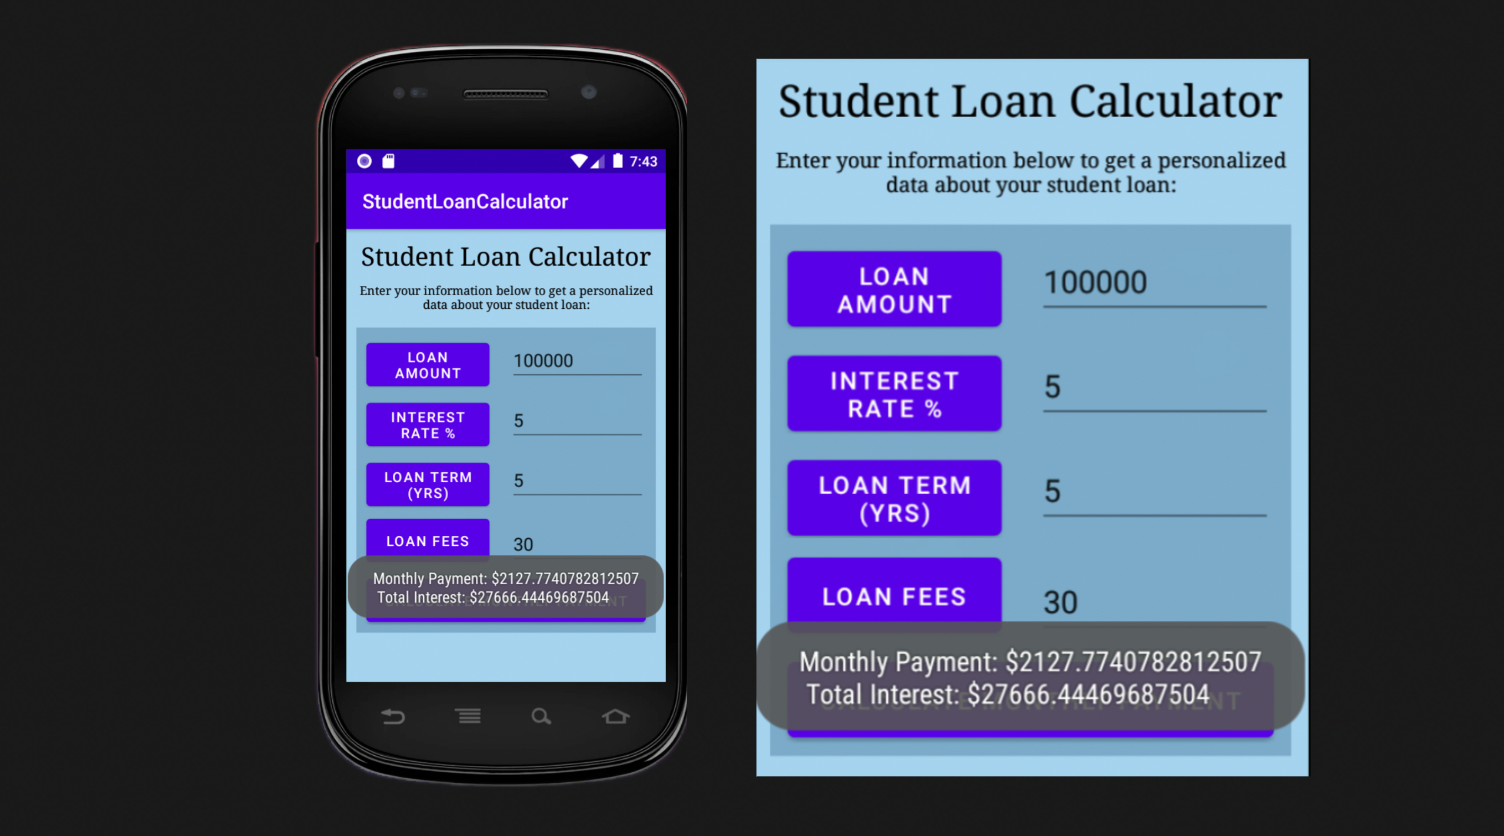 7:43
StudentLoanCalculator
Student Loan Calculator
Enter your information below to get a personalized
data about your student loan:
LOAN
AMOUNT
100000
INTEREST
RATE %
5
LOAN TERM
(YRS)
5
LOAN FEES
30
Monthly Payment: $2127.7740782812507
Total Interest: $27666.44469687504
Student Loan Calculator
Enter your information below to get a personalized
data about your student loan:
LOAN
AMOUNT
100000
INTEREST
RATE %
5
LOAN TERM
(YRS)
5
LOAN FEES
30
Monthly Payment: $2127.7740782812507
Total Interest: $27666.44469687504